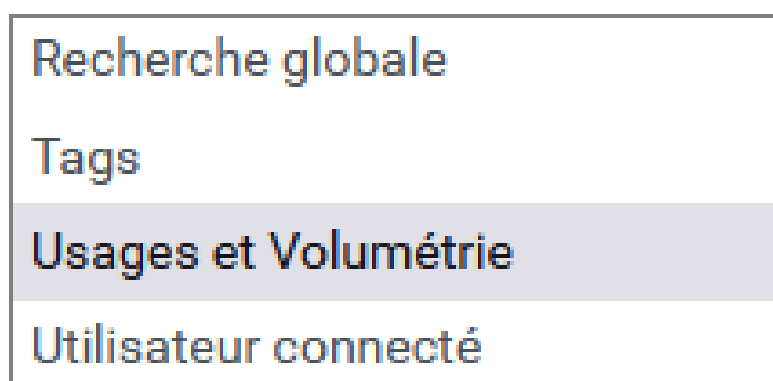 Recherche globale
Tags
Usages et Volumétrie
Utilisateur connecté